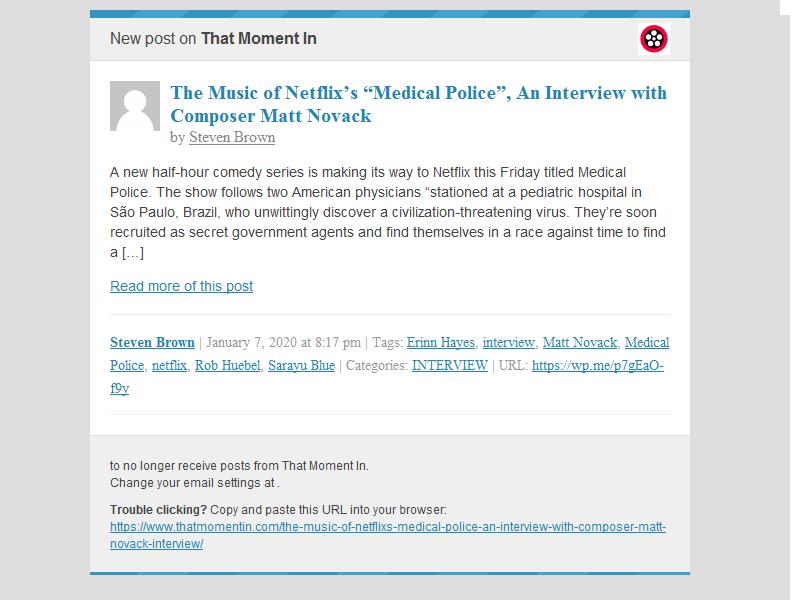 New post on That Moment In
The Music of Netflix’s “Medical Police”, An Interview with
Composer Matt Novack
by Steven Brown
A new half-hour comedy series is making its way to Netflix this Friday titled Medical
Police. The show follows two American physicians “stationed at a pediatric hospital in
São Paulo, Brazil, who unwittingly discover a civilization-threatening virus. They’re soon
recruited as secret government agents and find themselves in a race against time to find
a […]
Read more of this post
Steven Brown | January 7, 2020 at 8:17 pm | Tags: Erinn Hayes, interview, Matt Novack, Medical
Police, netflix, Rob Huebel, Sarayu Blue | Categories: INTERVIEW | URL: https://wp.me/p7gEaO-
f9y
to no longer receive posts from That Moment In.
Change your email settings at .
Trouble clicking? Copy and paste this URL into your browser:
https://www.thatmomentin.com/the-music-of-netflixs-medical-police-an-interview-with-composer-matt-
novack-interview/